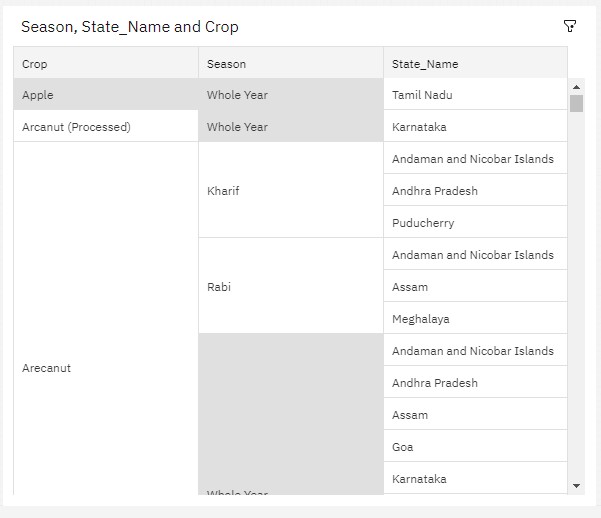 Season, State_Name and Crop
Crop Season State_Name
Apple Whole Year Tamil Nadu
Arcanut (Processed) Whole Year Karnataka
Andaman and Nicobar Islands
Kharif Andhra Pradesh
Puducherry
Andaman and Nicobar Islands
Rabi Assam
Meghalaya
Andaman and Nicobar Islands
Arecanut
Andhra Pradesh
Assam
Goa
Karnataka
Whole Year